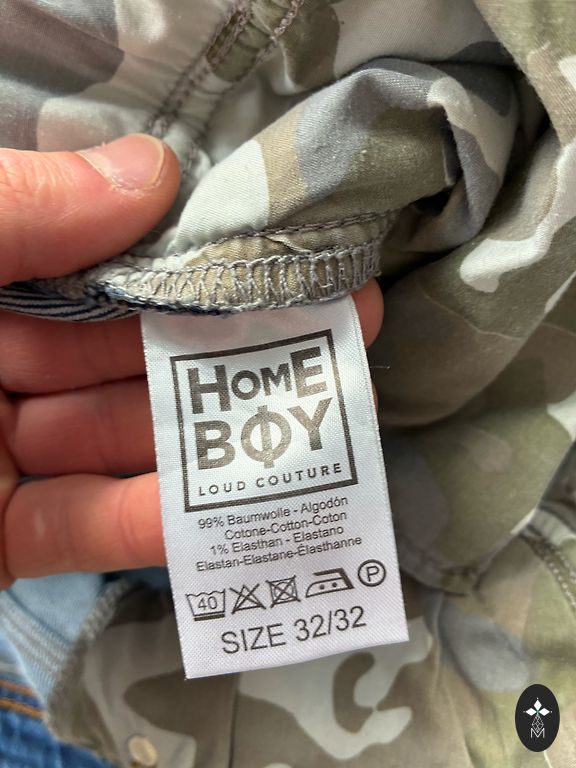 HOME
BOY
LOUD COUTURE
99% Baumwolle - Algodón
Cotone-Cotton-Coton
1% Elasthan - Elastano
Elastan-Elastane-Élasthanne
40 P
SIZE 32/32
M